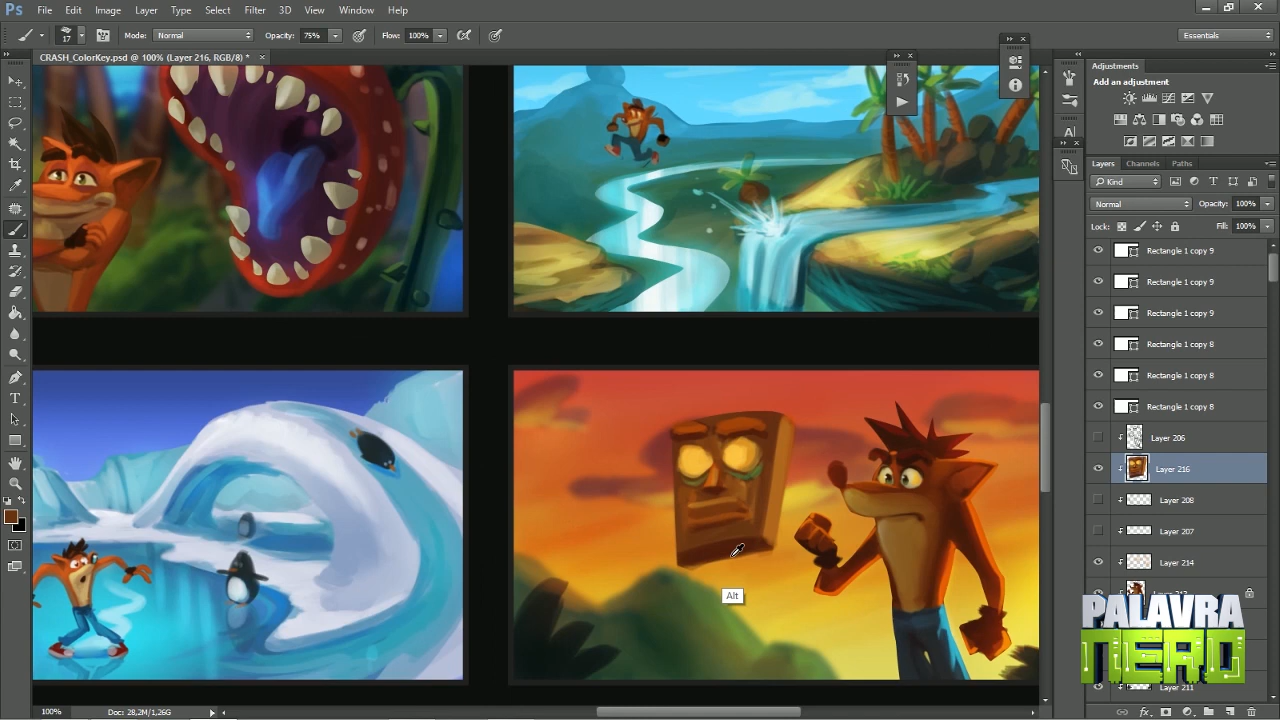 Ps File Edit Image Layer Type Select Filter 3D View Window Help
17 Mode: Normal Opacity: 75% Flow: 100% Essentials
CRASH_ColorKey.psd @ 100% (Layer 216, RGB/8) * ×
Adjustments
Add an adjustment
Layers Channels Paths
Kind
Normal Opacity: 100%
Lock: Fill: 100%
Rectangle 1 copy 9
Rectangle 1 copy 9
Rectangle 1 copy 9
Rectangle 1 copy 8
Rectangle 1 copy 8
Rectangle 1 copy 8
Layer 206
Layer 216
Layer 208
Layer 207
Layer 214
Layer 211
Alt
PALAVRA
NERD
100% Doc: 28,2M/1,26G